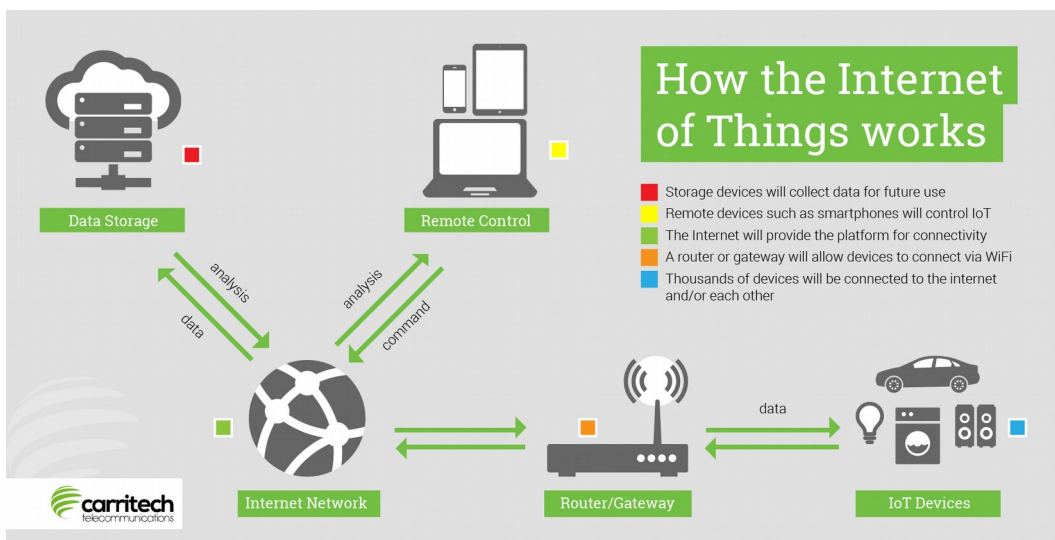 How the Internet
of Things works
Storage devices will collect data for future use
Remote devices such as smartphones will control IoT
The Internet will provide the platform for connectivity
A router or gateway will allow devices to connect via WiFi
Thousands of devices will be connected to the internet
and/or each other
Data Storage
Remote Control
analysis
data
analysis
command
data
Internet Network
Router/Gateway
IoT Devices
carritech
telecommunications